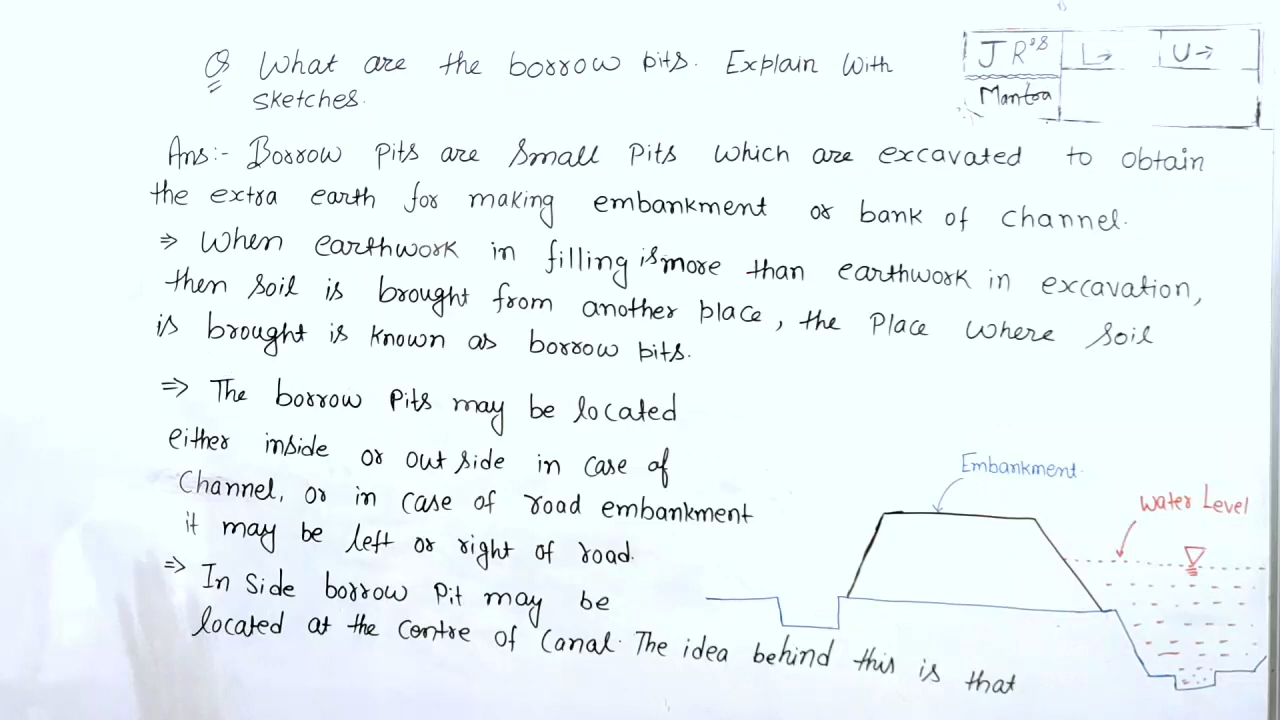 Q What are the borrow pits. Explain with
sketches.
JR's L→ U→
Mantra
Ans:- Borrow pits are small pits which are excavated to obtain
the extra earth for making embankment or bank of channel.
⇒ When earthwork in filling is more than earthwork in excavation,
then soil is brought from another place, the place where soil
is brought is known as borrow pits.
⇒ The borrow pits may be located
either inside or out side in case of
Channel, or in case of road embankment
it may be left or right of road.
⇒ In side borrow pit may be
located at the centre of canal. The idea behind this is that
Embankment
Water Level